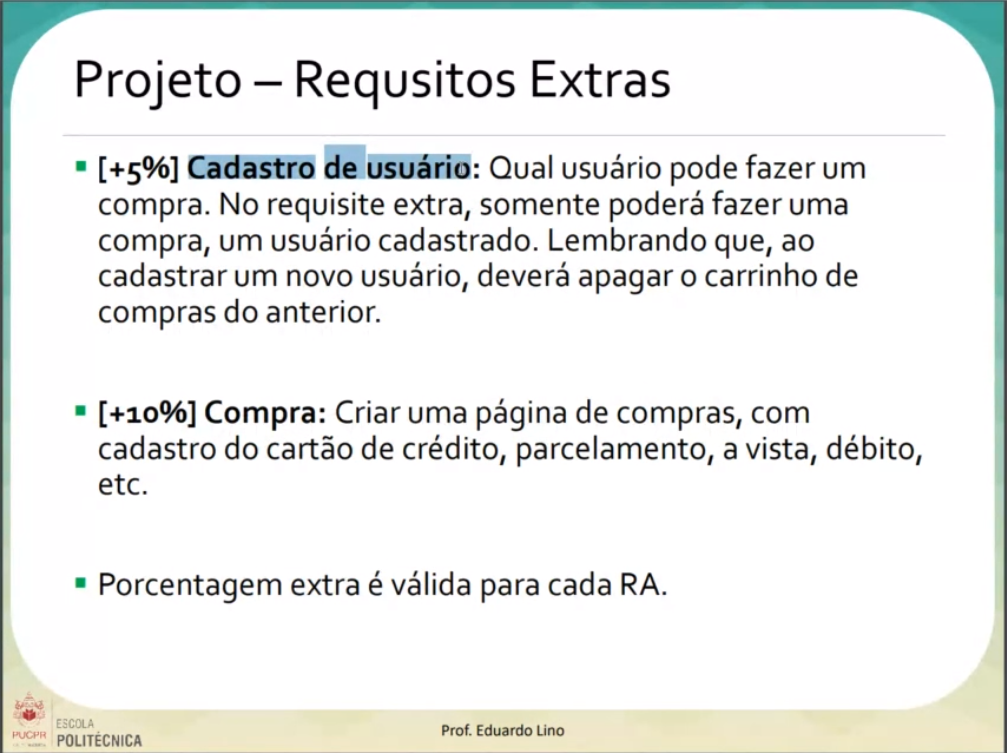 Projeto – Requsitos Extras
[+5%] Cadastro de usuário: Qual usuário pode fazer um
compra. No requisite extra, somente poderá fazer uma
compra, um usuário cadastrado. Lembrando que, ao
cadastrar um novo usuário, deverá apagar o carrinho de
compras do anterior.
[+10%] Compra: Criar uma página de compras, com
cadastro do cartão de crédito, parcelamento, a vista, débito,
etc.
Porcentagem extra é válida para cada RA.
PUCPR
ESCOLA
POLITÉCNICA
Prof. Eduardo Lino